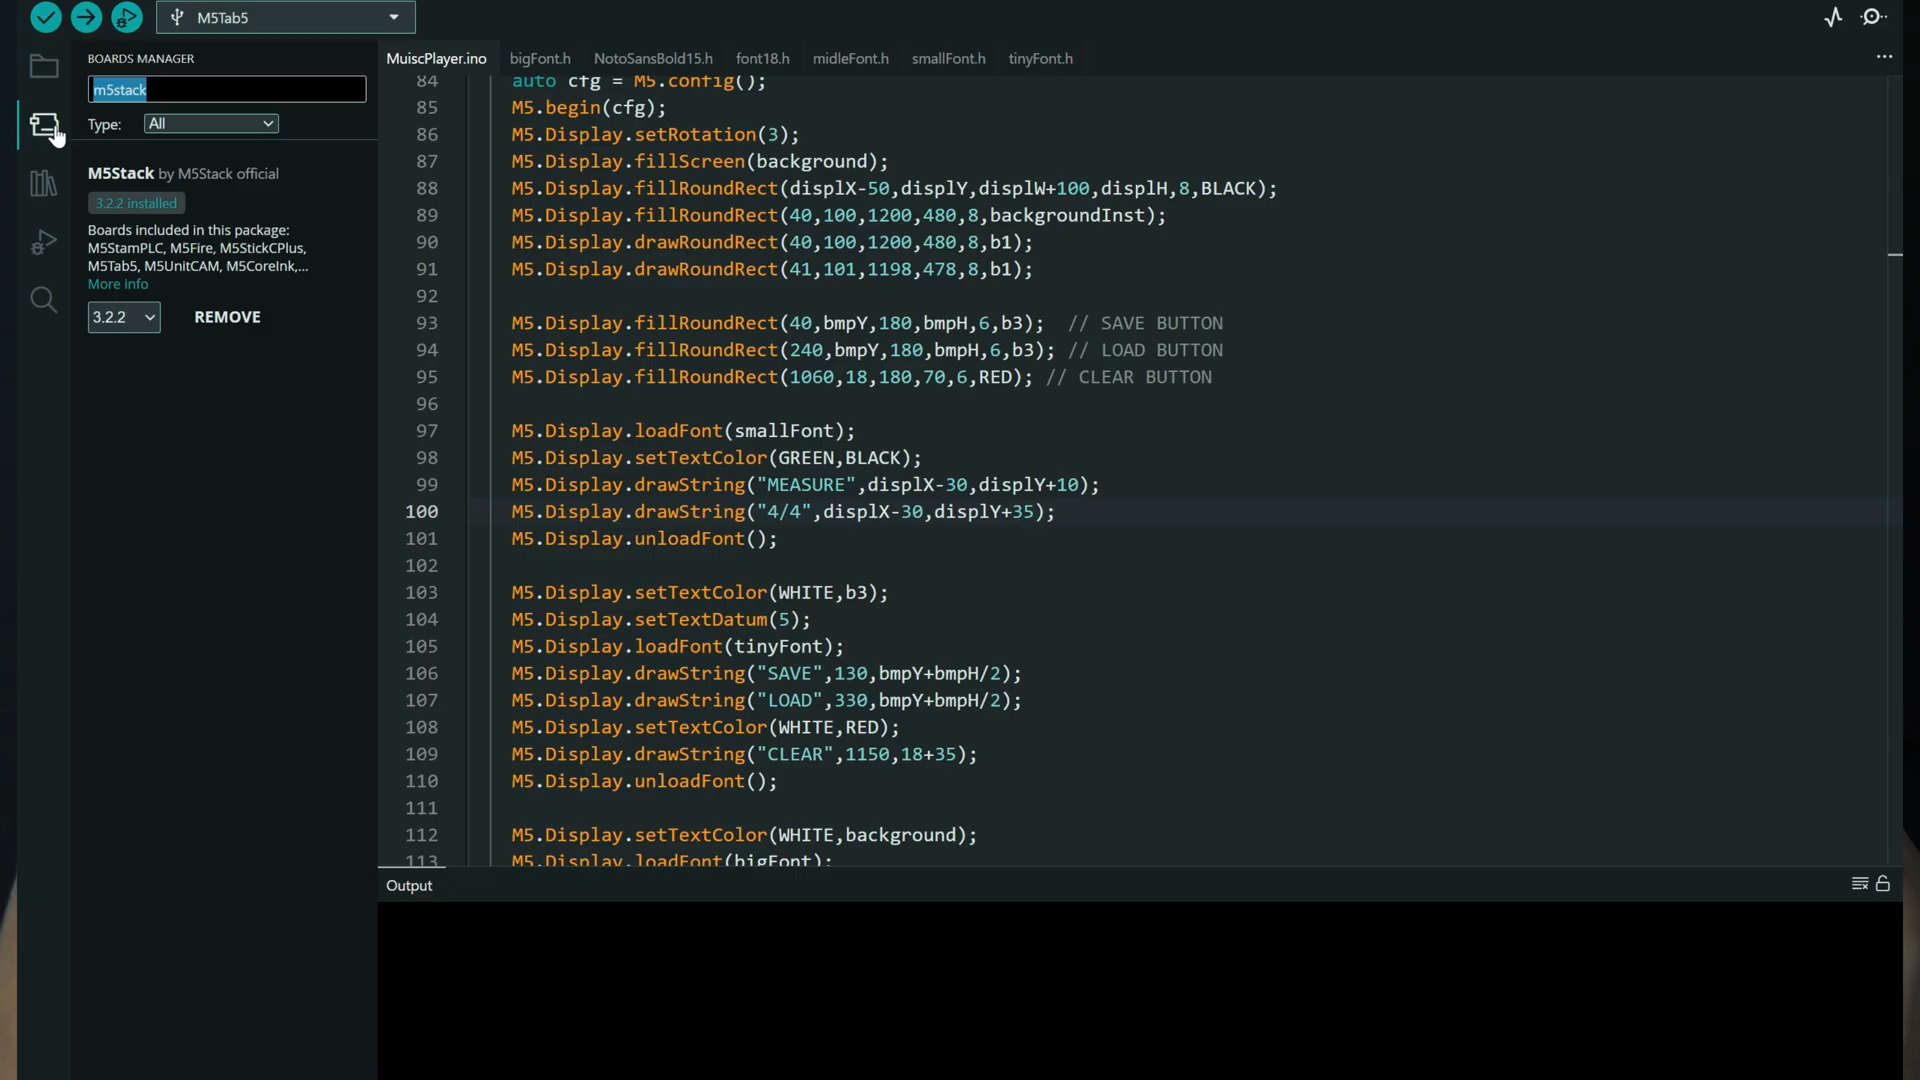 M5Tab5
BOARDS MANAGER
m5stack
Type: All
M5Stack by M5Stack official
3.2.2 installed
Boards included in this package:
M5StamPLC, M5Fire, M5StickCPlus,
M5Tab5, M5UnitCAM, M5CoreInk,...
More info
3.2.2 REMOVE
MuiscPlayer.ino bigFont.h NotoSansBold15.h font18.h midleFont.h smallFont.h tinyFont.h
84 auto cfg = M5.config();
85 M5.begin(cfg);
86 M5.Display.setRotation(3);
87 M5.Display.fillScreen(background);
88 M5.Display.fillRoundRect(displX-50,displY,displW+100,displH,8,BLACK);
89 M5.Display.fillRoundRect(40,100,1200,480,8,backgroundInst);
90 M5.Display.drawRoundRect(40,100,1200,480,8,b1);
91 M5.Display.drawRoundRect(41,101,1198,478,8,b1);
92
93 M5.Display.fillRoundRect(40,bmpY,180,bmpH,6,b3);  // SAVE BUTTON
94 M5.Display.fillRoundRect(240,bmpY,180,bmpH,6,b3); // LOAD BUTTON
95 M5.Display.fillRoundRect(1060,18,180,70,6,RED); // CLEAR BUTTON
96
97 M5.Display.loadFont(smallFont);
98 M5.Display.setTextColor(GREEN,BLACK);
99 M5.Display.drawString("MEASURE",displX-30,displY+10);
100 M5.Display.drawString("4/4",displX-30,displY+35);
101 M5.Display.unloadFont();
102
103 M5.Display.setTextColor(WHITE,b3);
104 M5.Display.setTextDatum(5);
105 M5.Display.loadFont(tinyFont);
106 M5.Display.drawString("SAVE",130,bmpY+bmpH/2);
107 M5.Display.drawString("LOAD",330,bmpY+bmpH/2);
108 M5.Display.setTextColor(WHITE,RED);
109 M5.Display.drawString("CLEAR",1150,18+35);
110 M5.Display.unloadFont();
111
112 M5.Display.setTextColor(WHITE,background);
113 M5.Display.loadFont(bigFont);
Output